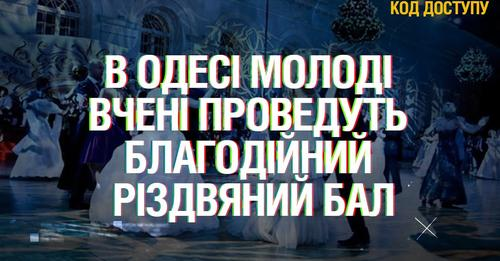 КОД ДОСТУПУ
В ОДЕСІ МОЛОДІ
ВЧЕНІ ПРОВЕДУТЬ
БЛАГОДІЙНИЙ
РІЗДВЯНИЙ БАЛ